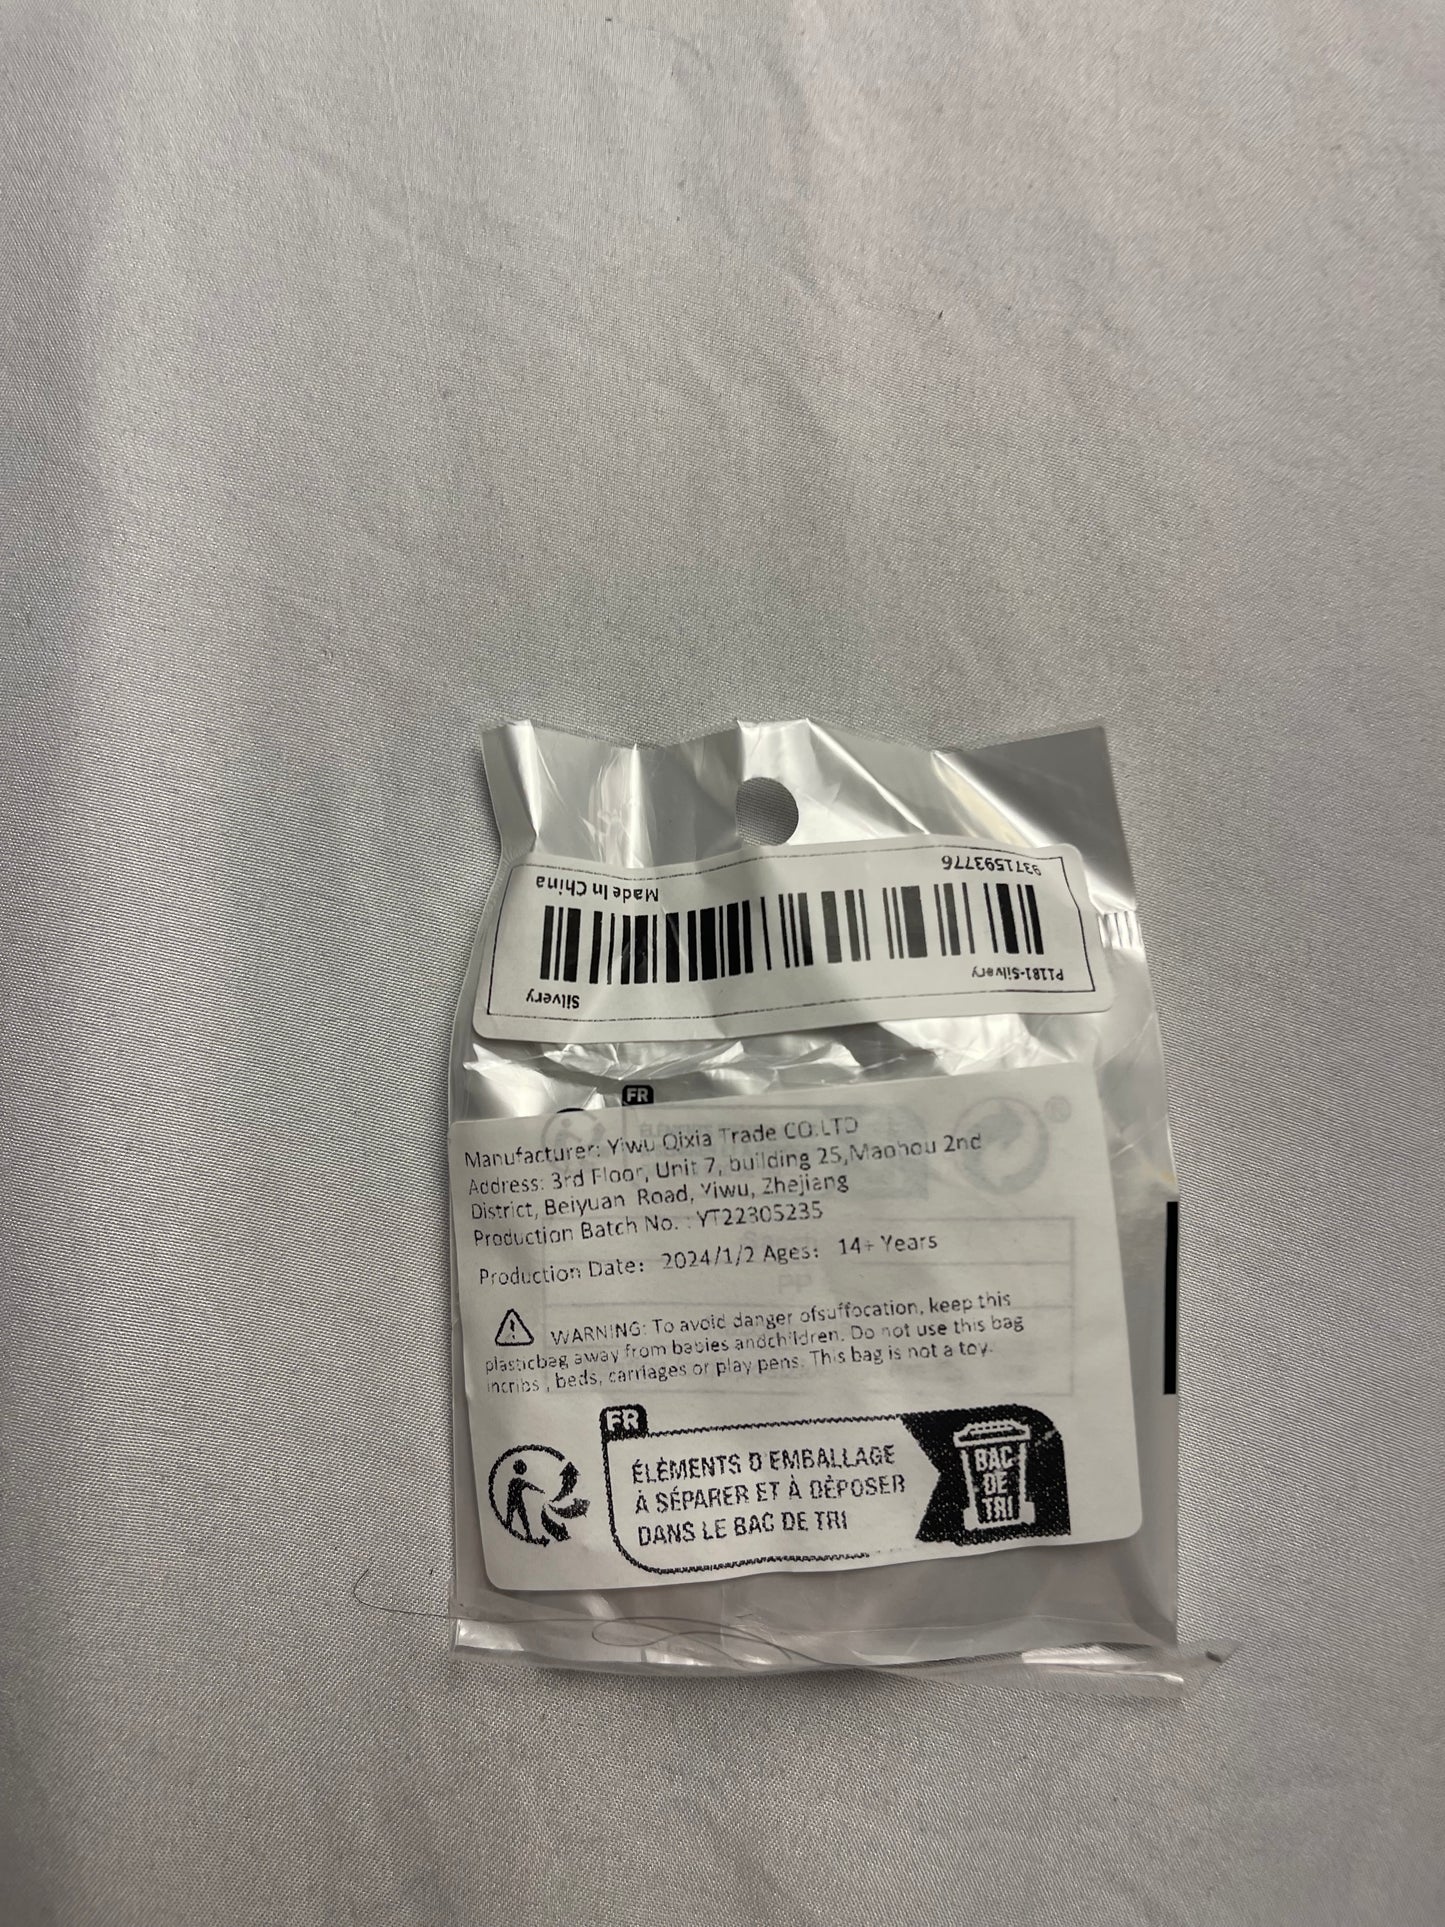 Silvery
P1181-Silvery
Made In China
9371593776
FR
Manufacturer: Yiwu Qixia Trade CO.LTD
Address: 3rd Floor, Unit 7, building 25,Maohou 2nd
District, Beiyuan Road, Yiwu, Zhejiang
Production Batch No. : YT22305235
Production Date: 2024/1/2 Ages: 14+ Years
PP
WARNING: To avoid danger ofsuffocation, keep this
plasticbag away from babies andchildren. Do not use this bag
incribs , beds, carriages or play pens. This bag is not a toy.
FR
ÉLÉMENTS D'EMBALLAGE
À SÉPARER ET À DÉPOSER
DANS LE BAC DE TRI
BAC
DE
TRI